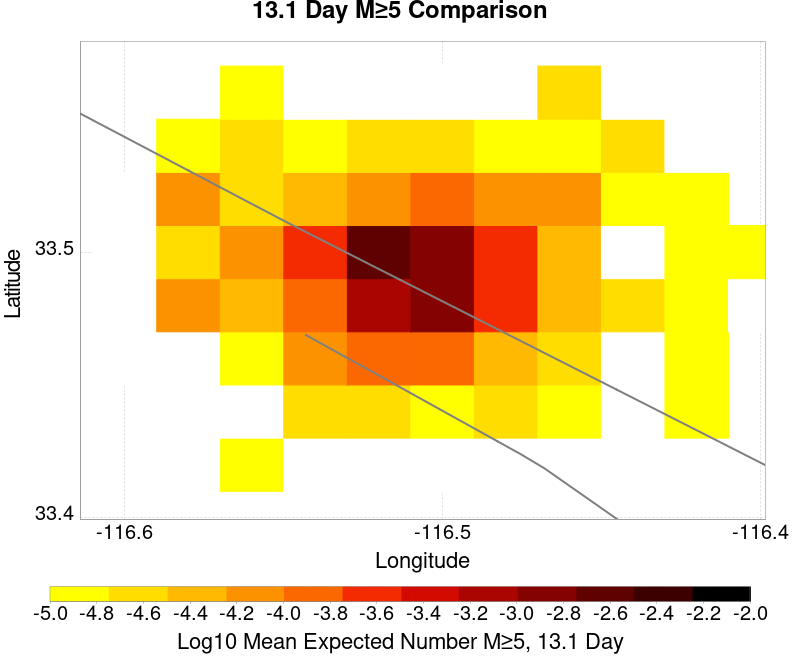 13.1 Day M≥5 Comparison
Latitude
33.5
33.4
-116.6 -116.5 -116.4
Longitude
-5.0 -4.8 -4.6 -4.4 -4.2 -4.0 -3.8 -3.6 -3.4 -3.2 -3.0 -2.8 -2.6 -2.4 -2.2 -2.0
Log10 Mean Expected Number M≥5, 13.1 Day